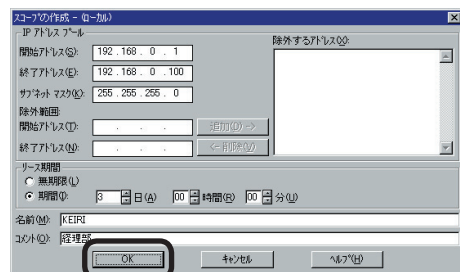 スコープの作成 - (ローカル)
IP アドレス プール
開始アドレス(S): 192 . 168 . 0 . 1
終了アドレス(E): 192 . 168 . 0 . 100
サブネット マスク(K): 255 . 255 . 255 . 0
除外範囲:
開始アドレス(T): . . . 追加(D) ->
終了アドレス(N): . . . <- 削除(V)
除外するアドレス(X):
リース期間
無期限(L)
期間(I): 3 日(A) 00 時間(R) 00 分(U)
名前(M): KEIRI
コメント(O): 経理部
OK キャンセル ヘルプ(H)